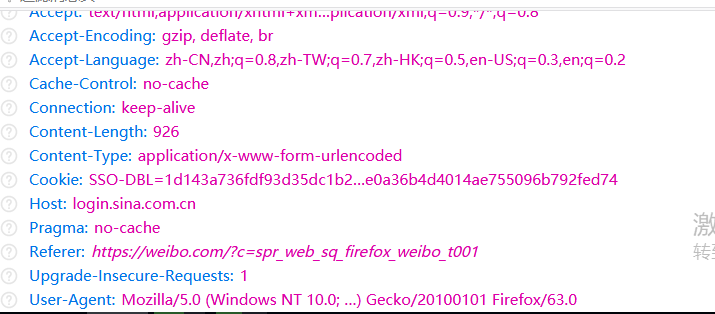 Accept: text/html,application/xhtml+xm...plication/xml;q=0.9,*/*;q=0.8
Accept-Encoding: gzip, deflate, br
Accept-Language: zh-CN,zh;q=0.8,zh-TW;q=0.7,zh-HK;q=0.5,en-US;q=0.3,en;q=0.2
Cache-Control: no-cache
Connection: keep-alive
Content-Length: 926
Content-Type: application/x-www-form-urlencoded
Cookie: SSO-DBL=1d143a736fdf93d35dc1b2...e0a36b4d4014ae755096b792fed74
Host: login.sina.com.cn
Pragma: no-cache
激
转到
Referer: https://weibo.com/?c=spr_web_sq_firefox_weibo_t001
Upgrade-Insecure-Requests: 1
User-Agent: Mozilla/5.0 (Windows NT 10.0; ...) Gecko/20100101 Firefox/63.0